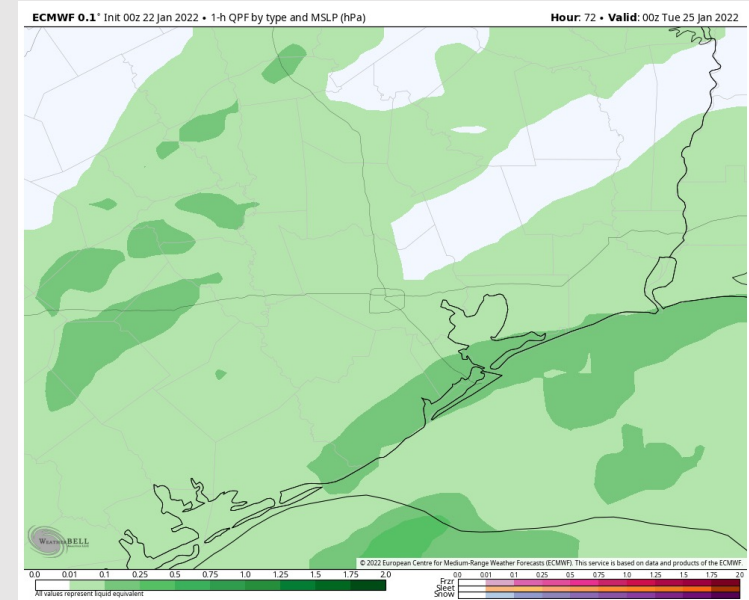 ECMWF 0.1° Init 00z 22 Jan 2022 • 1-h QPF by type and MSLP (hPa) Hour: 72 • Valid: 00z Tue 25 Jan 2022
WEATHERBELL
© 2022 European Centre for Medium-Range Weather Forecasts (ECMWF). This service is based on data and products of the ECMWF.
0.0 0.01 0.1 0.25 0.5 0.75 1.0 1.25 1.5 1.75 2.0
All values represent liquid equivalent
0.0 0.01 0.1 0.25 0.5 0.75 1.0 1.25 1.5 1.75 2.0
Frzr
Sleet
Snow